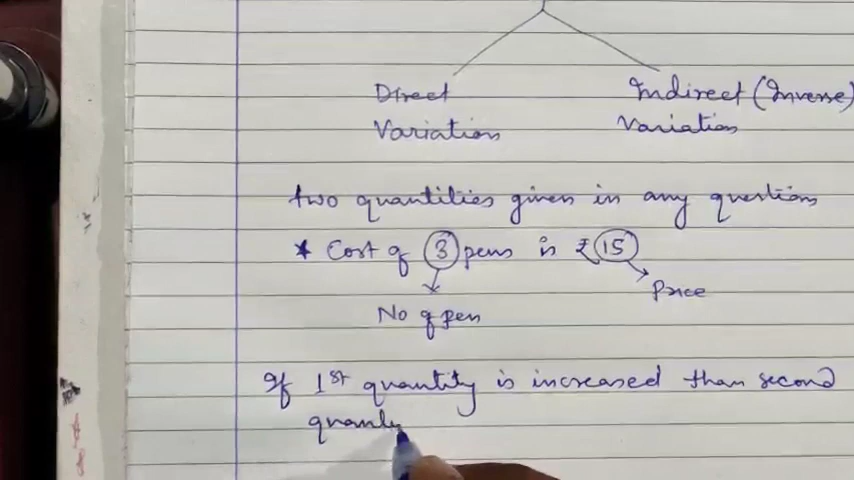 Direct Indirect (Inverse)
Variation Variation
two quantities given in any question
* Cost of 3 pens is ₹15
Price
No of pen
If 1st quantity is increased than second
quanty